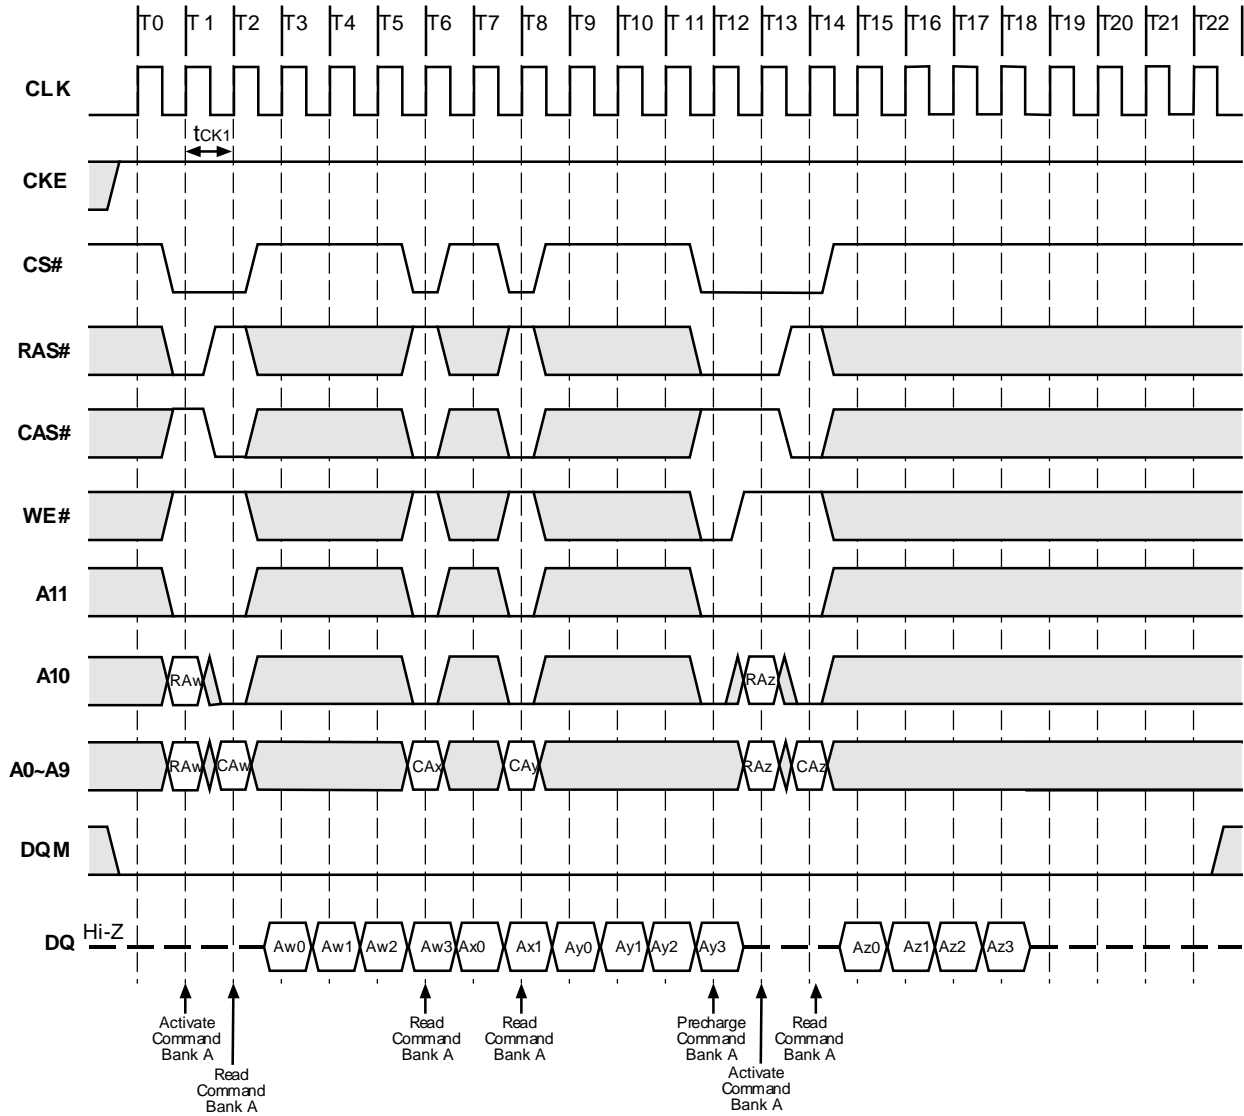 T0 T 1 T2 T3 T4 T5 T6 T7 T8 T9 T10 T 11 T12 T13 T14 T15 T16 T17 T18 T19 T20 T21 T22
CLK
tCK1
CKE
CS#
RAS#
CAS#
WE#
A11
A10
RAw RAz
A0~A9
RAw CAw CAx CAy RAz CAz
DQM
DQ
Hi-Z
Aw0 Aw1 Aw2 Aw3 Ax0 Ax1 Ay0 Ay1 Ay2 Ay3 Az0 Az1 Az2 Az3
Activate
Command
Bank A
Read
Command
Bank A
Read
Command
Bank A
Read
Command
Bank A
Precharge
Command
Bank A
Activate
Command
Bank A
Read
Command
Bank A